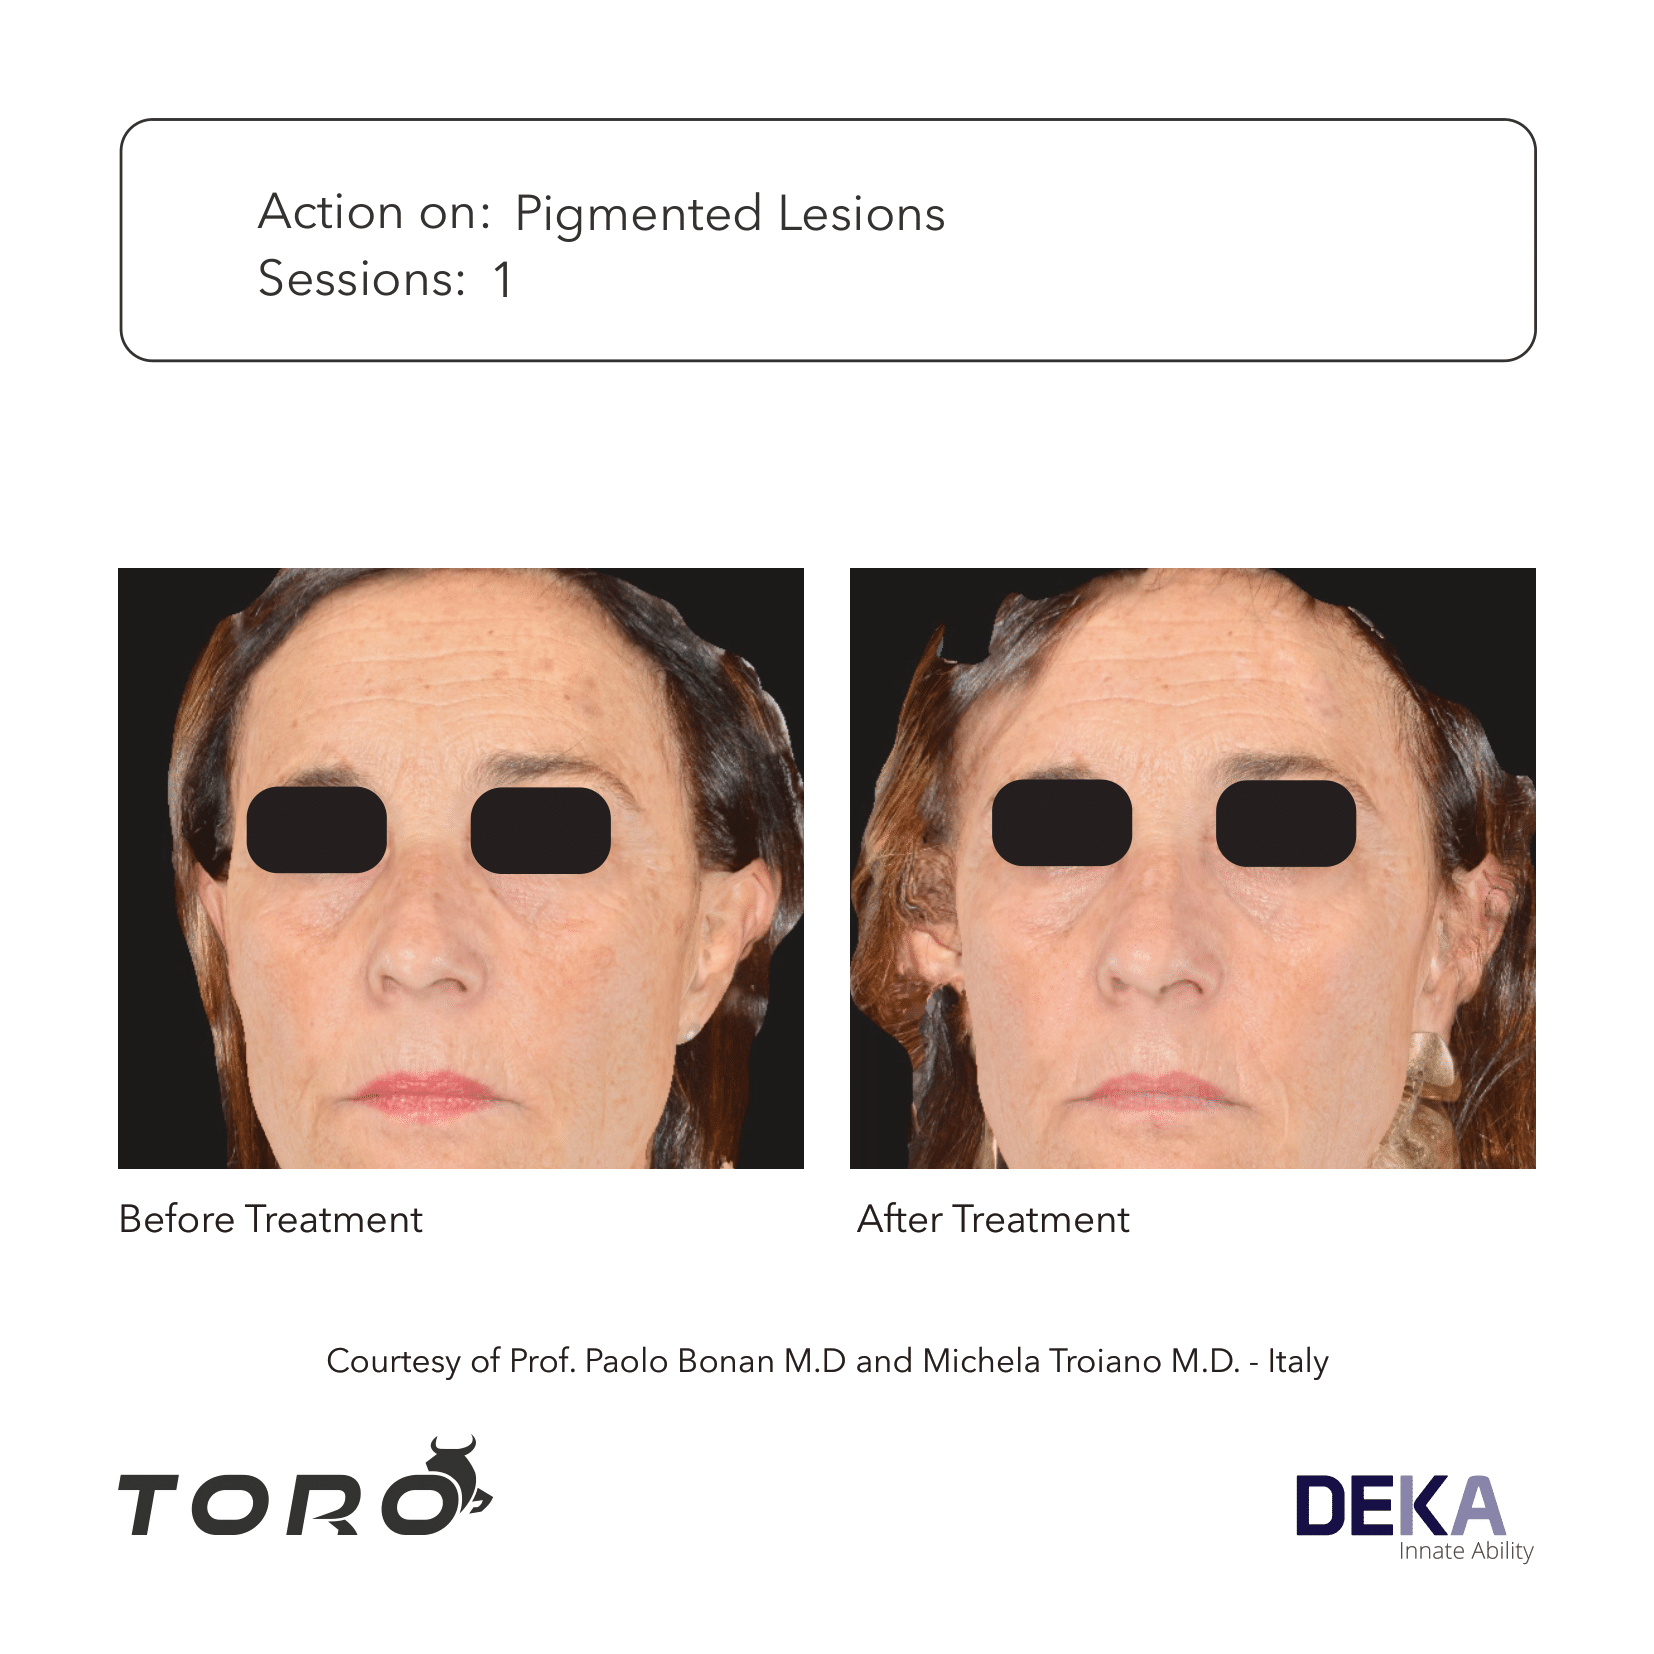 Action on: Pigmented Lesions
Sessions: 1
Before Treatment
After Treatment
Courtesy of Prof. Paolo Bonan M.D and Michela Troiano M.D. - Italy
TORO
DEKA
Innate Ability